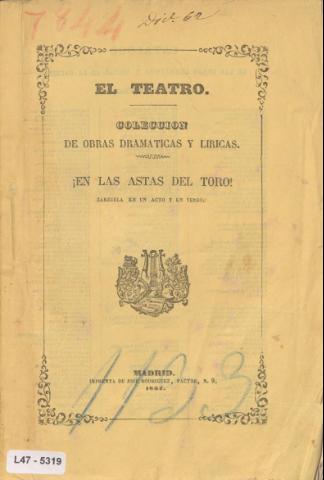 7844
Dic. 62
EL TEATRO.
COLECCION
DE OBRAS DRAMATICAS Y LIRICAS.
¡EN LAS ASTAS DEL TORO!
ZARZUELA EN UN ACTO Y EN VERSO.
MADRID.
IMPRENTA DE JOSÉ RODRIGUEZ, FACTOR, N. 9.
113.3
L47 - 5319